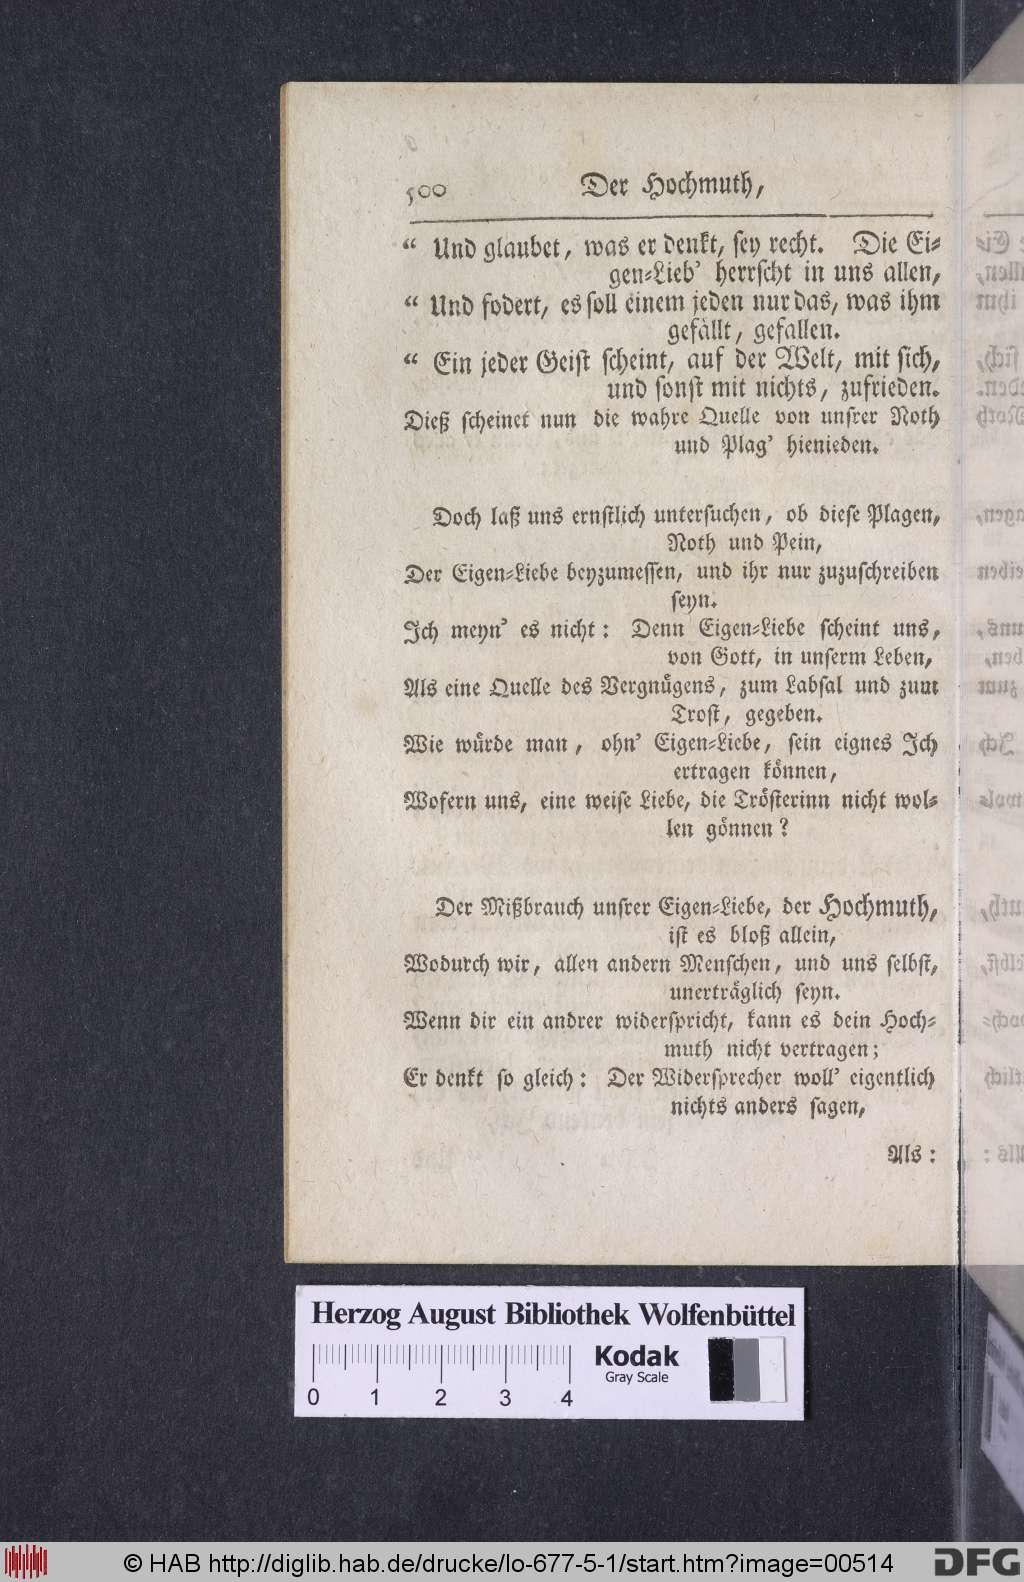 500 Der Hochmuth,
“ Und glaubet, was er denkt, sey recht. Die Ei-
gen-Lieb’ herrscht in uns allen,
“ Und fodert, es soll einem jeden nur das, was ihm
gefällt, gefallen.
“ Ein jeder Geist scheint, auf der Welt, mit sich,
und sonst mit nichts, zufrieden.
Dieß scheinet nun die wahre Quelle von unsrer Noth
und Plag’ hienieden.
Doch laß uns ernstlich untersuchen, ob diese Plagen,
Noth und Pein,
Der Eigen-Liebe beyzumessen, und ihr nur zuzuschreiben
seyn.
Ich meyn’ es nicht: Denn Eigen-Liebe scheint uns,
von Gott, in unserm Leben,
Als eine Quelle des Vergnügens, zum Labsal und zum
Trost, gegeben.
Wie würde man, ohn’ Eigen-Liebe, sein eignes Ich
ertragen können,
Wofern uns, eine weise Liebe, die Trösterinn nicht wol-
len gönnen?
Der Mißbrauch unsrer Eigen-Liebe, der Hochmuth,
ist es bloß allein,
Wodurch wir, allen andern Menschen, und uns selbst,
unerträglich seyn.
Wenn dir ein andrer widerspricht, kann es dein Hoch-
muth nicht vertragen;
Er denkt so gleich: Der Widersprecher woll’ eigentlich
nichts anders sagen,
Als:
Herzog August Bibliothek Wolfenbüttel
Kodak
Gray Scale
0 1 2 3 4
© HAB http://diglib.hab.de/drucke/lo-677-5-1/start.htm?image=00514
DFG